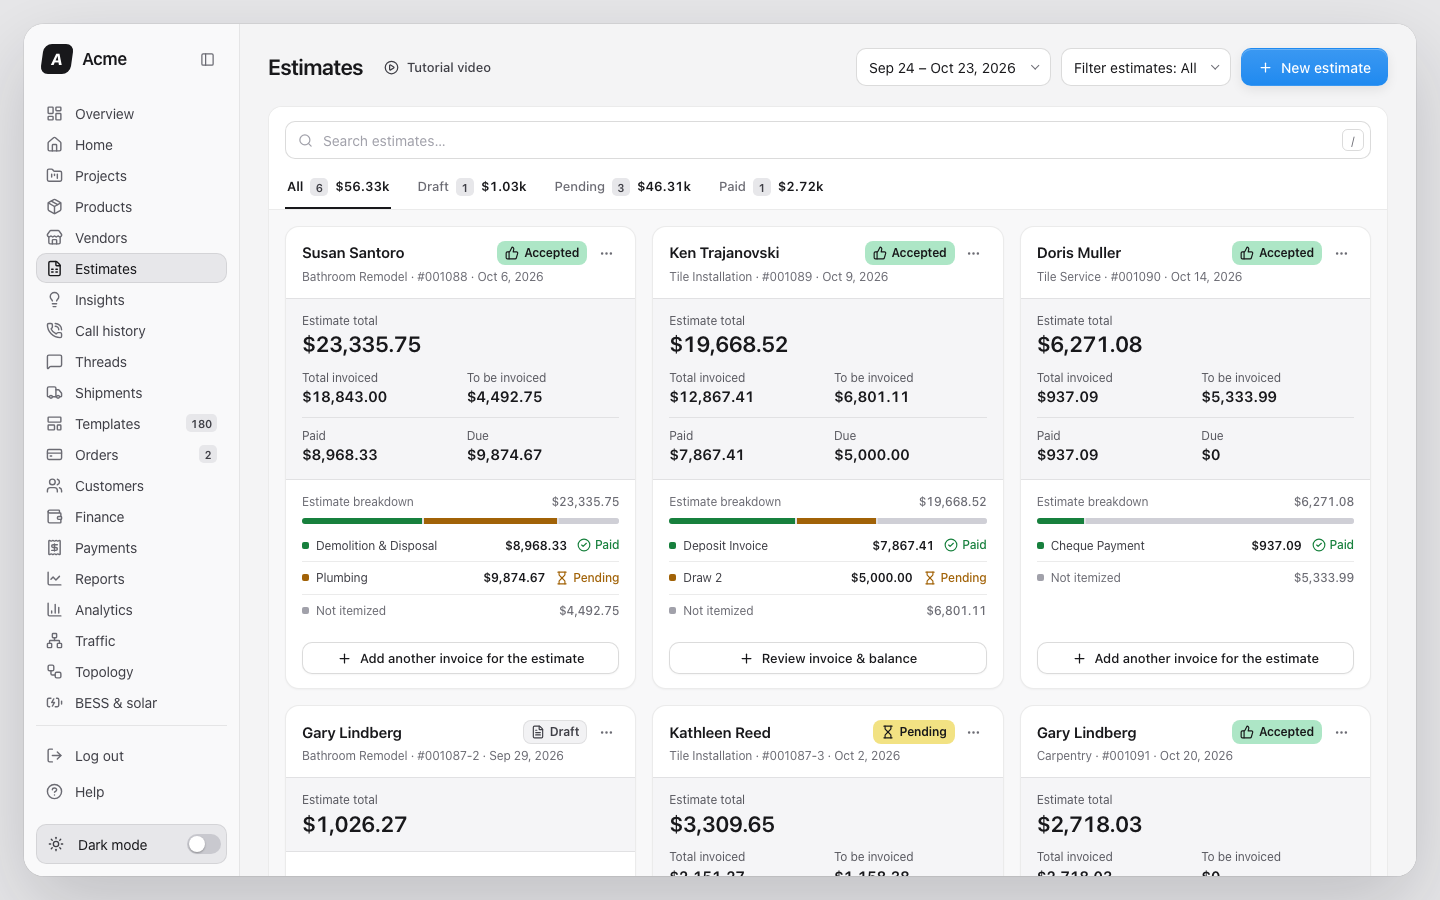 A Acme
Overview
Home
Projects
Products
Vendors
Estimates
Insights
Call history
Threads
Shipments
Templates 180
Orders 2
Customers
Finance
Payments
Reports
Analytics
Traffic
Topology
BESS & solar
Log out
Help
Dark mode
Estimates Tutorial video Sep 24 – Oct 23, 2026 Filter estimates: All New estimate
Search estimates... /
All 6 $56.33k Draft 1 $1.03k Pending 3 $46.31k Paid 1 $2.72k
Susan Santoro Accepted
Bathroom Remodel · #001088 · Oct 6, 2026
Estimate total
$23,335.75
Total invoiced To be invoiced
$18,843.00 $4,492.75
Paid Due
$8,968.33 $9,874.67
Estimate breakdown $23,335.75
Demolition & Disposal $8,968.33 Paid
Plumbing $9,874.67 Pending
Not itemized $4,492.75
Add another invoice for the estimate
Ken Trajanovski Accepted
Tile Installation · #001089 · Oct 9, 2026
Estimate total
$19,668.52
Total invoiced To be invoiced
$12,867.41 $6,801.11
Paid Due
$7,867.41 $5,000.00
Estimate breakdown $19,668.52
Deposit Invoice $7,867.41 Paid
Draw 2 $5,000.00 Pending
Not itemized $6,801.11
Review invoice & balance
Doris Muller Accepted
Tile Service · #001090 · Oct 14, 2026
Estimate total
$6,271.08
Total invoiced To be invoiced
$937.09 $5,333.99
Paid Due
$937.09 $0
Estimate breakdown $6,271.08
Cheque Payment $937.09 Paid
Not itemized $5,333.99
Add another invoice for the estimate
Gary Lindberg Draft
Bathroom Remodel · #001087-2 · Sep 29, 2026
Estimate total
$1,026.27
Kathleen Reed Pending
Tile Installation · #001087-3 · Oct 2, 2026
Estimate total
$3,309.65
Total invoiced To be invoiced
$2,151.27 $1,158.38
Gary Lindberg Accepted
Carpentry · #001091 · Oct 20, 2026
Estimate total
$2,718.03
Total invoiced To be invoiced
$2,718.03 $0